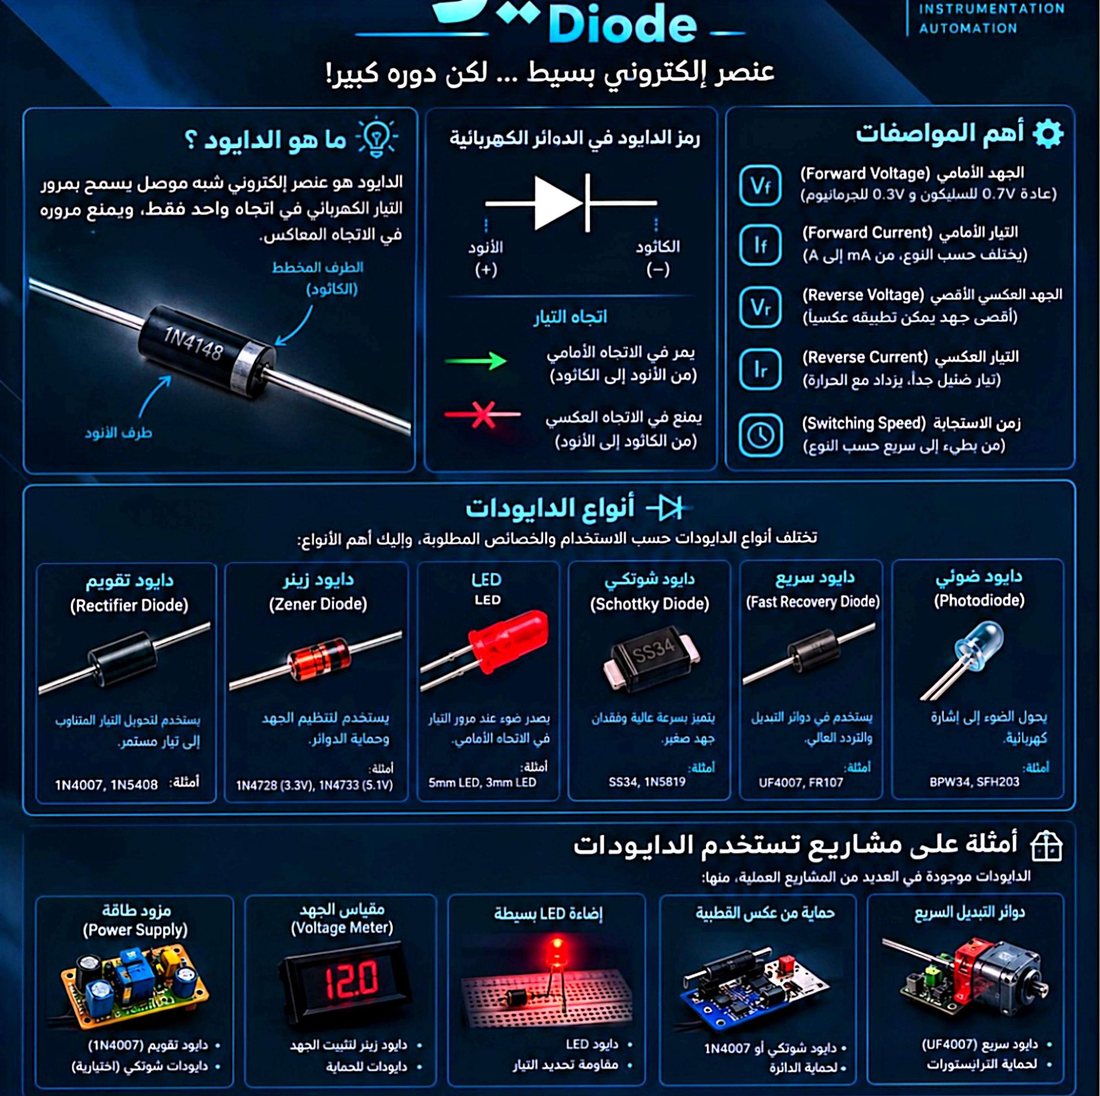 INSTRUMENTATION
AUTOMATION
Diode
عنصر إلكتروني بسيط ... لكن دوره كبير!
أهم المواصفات
Vf
الجهد الأمامي (Forward Voltage)
(عادة 0.7V للسليكون و 0.3V للجرمانيوم)
If
التيار الأمامي (Forward Current)
(يختلف حسب النوع، من mA إلى A)
Vr
الجهد العكسي الأقصى (Reverse Voltage)
(أقصى جهد يمكن تطبيقه عكسياً)
Ir
التيار العكسي (Reverse Current)
(تيار ضئيل جداً، يزداد مع الحرارة)
زمن الاستجابة (Switching Speed)
(من بطيء إلى سريع حسب النوع)
رمز الدايود في الدوائر الكهربائية
الأنود
(+)
الكاثود
(−)
اتجاه التيار
يمر في الاتجاه الأمامي
(من الأنود إلى الكاثود)
يمنع في الاتجاه العكسي
(من الكاثود إلى الأنود)
ما هو الدايود ؟
الدايود هو عنصر إلكتروني شبه موصل يسمح بمرور
التيار الكهربائي في اتجاه واحد فقط، ويمنع مروره
في الاتجاه المعاكس.
الطرف المخطط
(الكاثود)
1N4148
طرف الأنود
أنواع الدايودات
تختلف أنواع الدايودات حسب الاستخدام والخصائص المطلوبة، وإليك أهم الأنواع:
دايود ضوئي
(Photodiode)
يحول الضوء إلى إشارة
كهربائية.
أمثلة:
BPW34, SFH203
دايود سريع
(Fast Recovery Diode)
يستخدم في دوائر التبديل
والتردد العالي.
أمثلة:
UF4007, FR107
دايود شوتكي
(Schottky Diode)
SS34
يتميز بسرعة عالية وفقدان
جهد صغير.
أمثلة:
SS34, 1N5819
LED
LED
يصدر ضوء عند مرور التيار
في الاتجاه الأمامي.
أمثلة:
5mm LED, 3mm LED
دايود زينر
(Zener Diode)
يستخدم لتنظيم الجهد
وحماية الدوائر.
أمثلة:
1N4728 (3.3V), 1N4733 (5.1V)
دايود تقويم
(Rectifier Diode)
يستخدم لتحويل التيار المتناوب
إلى تيار مستمر.
أمثلة: 1N4007, 1N5408
أمثلة على مشاريع تستخدم الدايودات
الدايودات موجودة في العديد من المشاريع العملية، منها:
دوائر التبديل السريع
• دايود سريع (UF4007)
• لحماية الترانزستورات
حماية من عكس القطبية
• دايود شوتكي أو 1N4007
• لحماية الدائرة
إضاءة LED بسيطة
• دايود LED
• مقاومة تحديد التيار
مقياس الجهد
(Voltage Meter)
12.0
• دايود زينر لتثبيت الجهد
• دايودات للحماية
مزود طاقة
(Power Supply)
• دايود تقويم (1N4007)
• دايودات شوتكي (اختيارية)